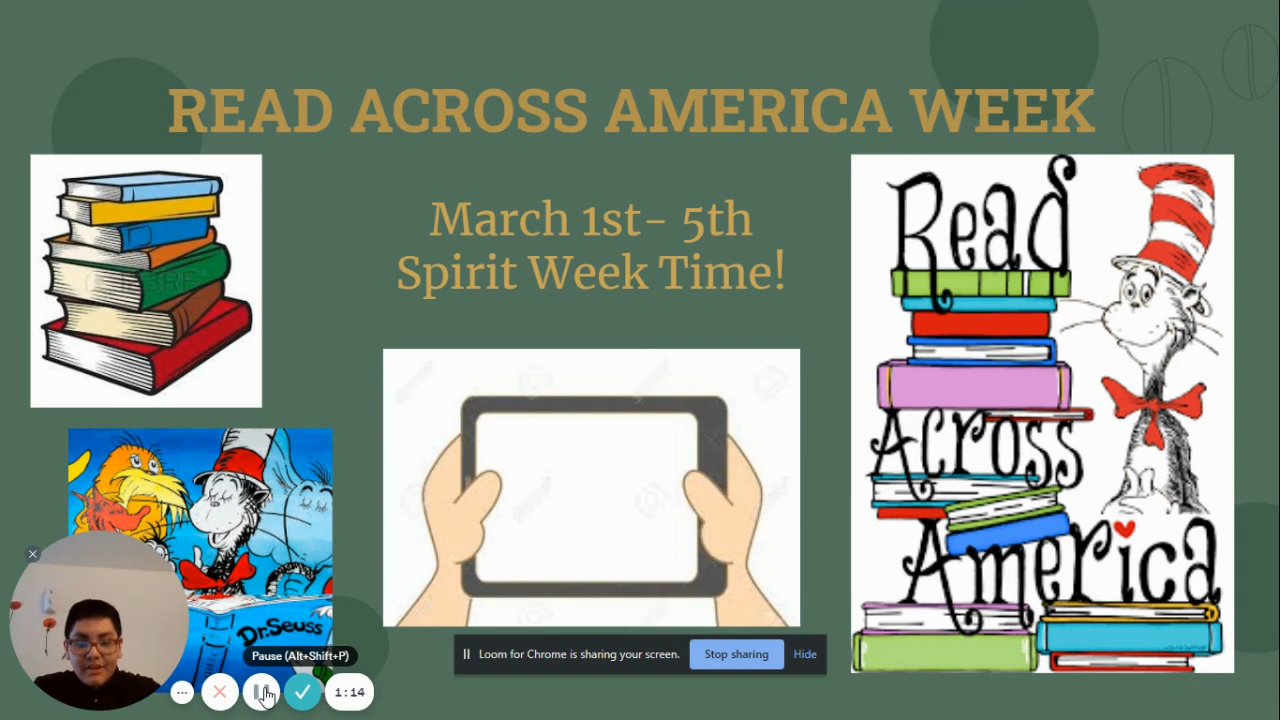 READ ACROSS AMERICA WEEK
March 1st- 5th
Spirit Week Time!
Read
Across
America
Dr. Seuss
Pause (Alt+Shift+P)
Loom for Chrome is sharing your screen.
Stop sharing
Hide
1:14